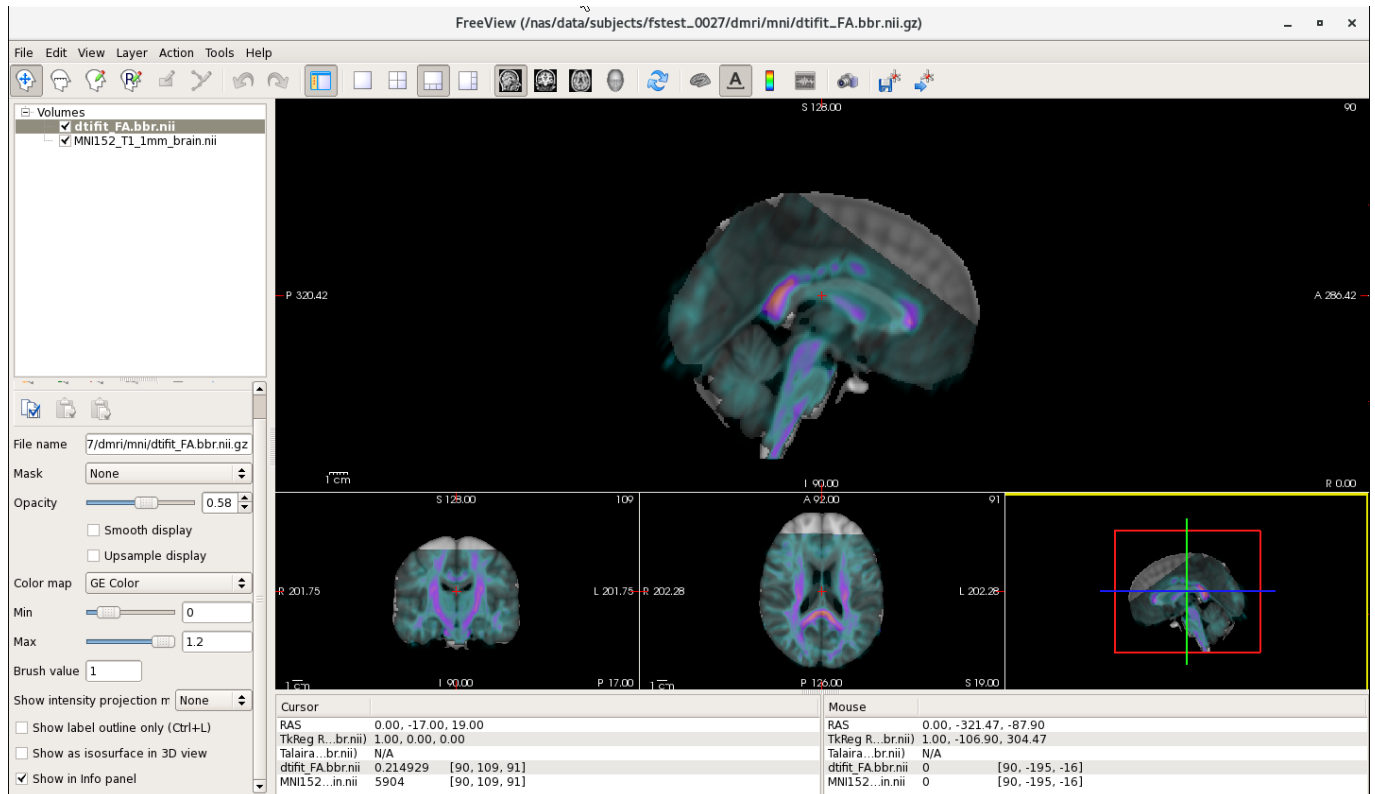 FreeView (/nas/data/subjects/fstest_0027/dmri/mni/dtifit_FA.bbr.nii.gz)
File Edit View Layer Action Tools Help
Volumes
dtifit_FA.bbr.nii
MNI152_T1_1mm_brain.nii
File name 7/dmri/mni/dtifit_FA.bbr.nii.gz
Mask None
Opacity 0.58
Smooth display
Upsample display
Color map GE Color
Min 0
Max 1.2
Brush value 1
Show intensity projection m None
Show label outline only (Ctrl+L)
Show as isosurface in 3D view
Show in Info panel
S 128.00 90
P 320.42 A 286.42
1 cm I 90.00 R 0.00
S 128.00 109
R 201.75 L 201.75
1 cm I 90.00 P 17.00
A 92.00 91
R 202.28 L 202.28
1 cm P 126.00 S 19.00
Cursor
RAS 0.00, -17.00, 19.00
TkReg R...br.nii) 1.00, 0.00, 0.00
Talaira...br.nii) N/A
dtifit_FA.bbr.nii 0.214929 [90, 109, 91]
MNI152...in.nii 5904 [90, 109, 91]
Mouse
RAS 0.00, -321.47, -87.90
TkReg R...br.nii) 1.00, -106.90, 304.47
Talaira...br.nii) N/A
dtifit_FA.bbr.nii 0 [90, -195, -16]
MNI152...in.nii 0 [90, -195, -16]